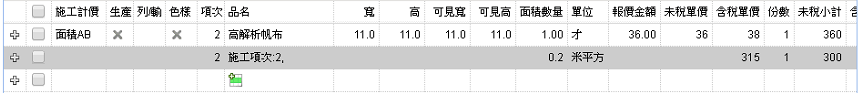 施工計價 生產 列/輸 色樣 項次 品名 寬 高 可見寬 可見高 面積數量 單位 報價金額 未稅單價 含稅單價 份數 未稅小計
面積AB 2 高解析帆布 11.0 11.0 11.0 11.0 1.00 才 36.00 36 38 1 360
2 施工項次:2, 0.2 米平方 315 1 300